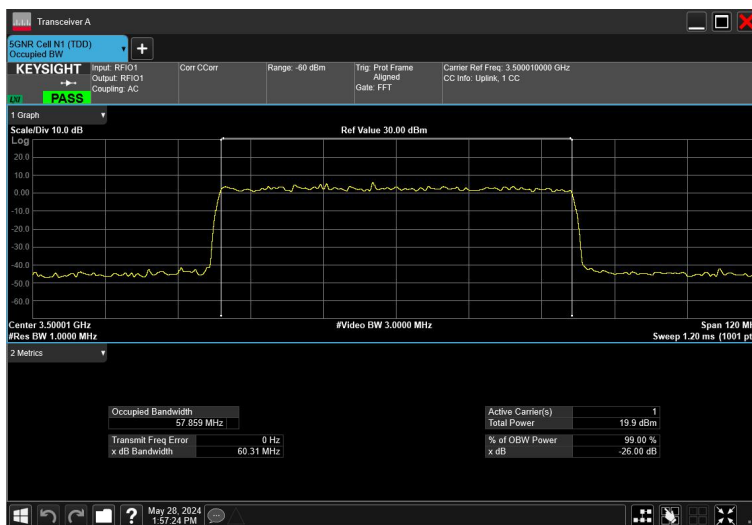 Transceiver A
5GNR Cell N1 (TDD)
Occupied BW
KEYSIGHT
LXI
PASS
Input: RFIO1
Output: RFIO1
Coupling: AC
Corr CCorr
Range: -60 dBm
Trig: Prot Frame
Aligned
Gate: FFT
Carrier Ref Freq: 3.500010000 GHz
CC Info: Uplink, 1 CC
1 Graph
Scale/Div 10.0 dB
Ref Value 30.00 dBm
Log
20.0
10.0
0.00
-10.0
-20.0
-30.0
-40.0
-50.0
-60.0
Center 3.50001 GHz
#Video BW 3.0000 MHz
Span 120 MH
#Res BW 1.0000 MHz
Sweep 1.20 ms (1001 pt
2 Metrics
Occupied Bandwidth
57.859 MHz
Transmit Freq Error 0 Hz
x dB Bandwidth 60.31 MHz
Active Carrier(s) 1
Total Power 19.9 dBm
% of OBW Power 99.00 %
x dB -26.00 dB
May 28, 2024
1:57:24 PM